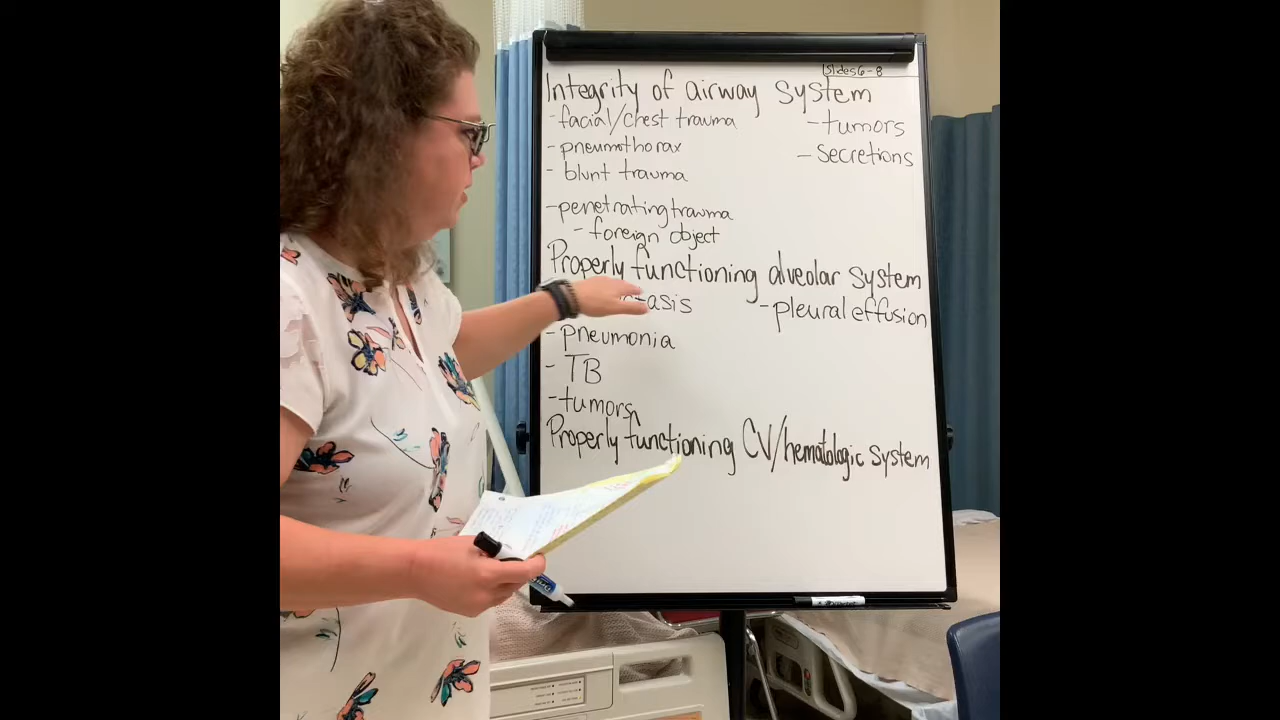 slides 6-8
Integrity of airway system
- facial/chest trauma
- tumors
- pneumothorax
- secretions
- blunt trauma
- penetrating trauma
- foreign object
Properly functioning alveolar system
tasis
- pleural effusion
- pneumonia
- TB
- tumors
Properly functioning CV/hematologic system